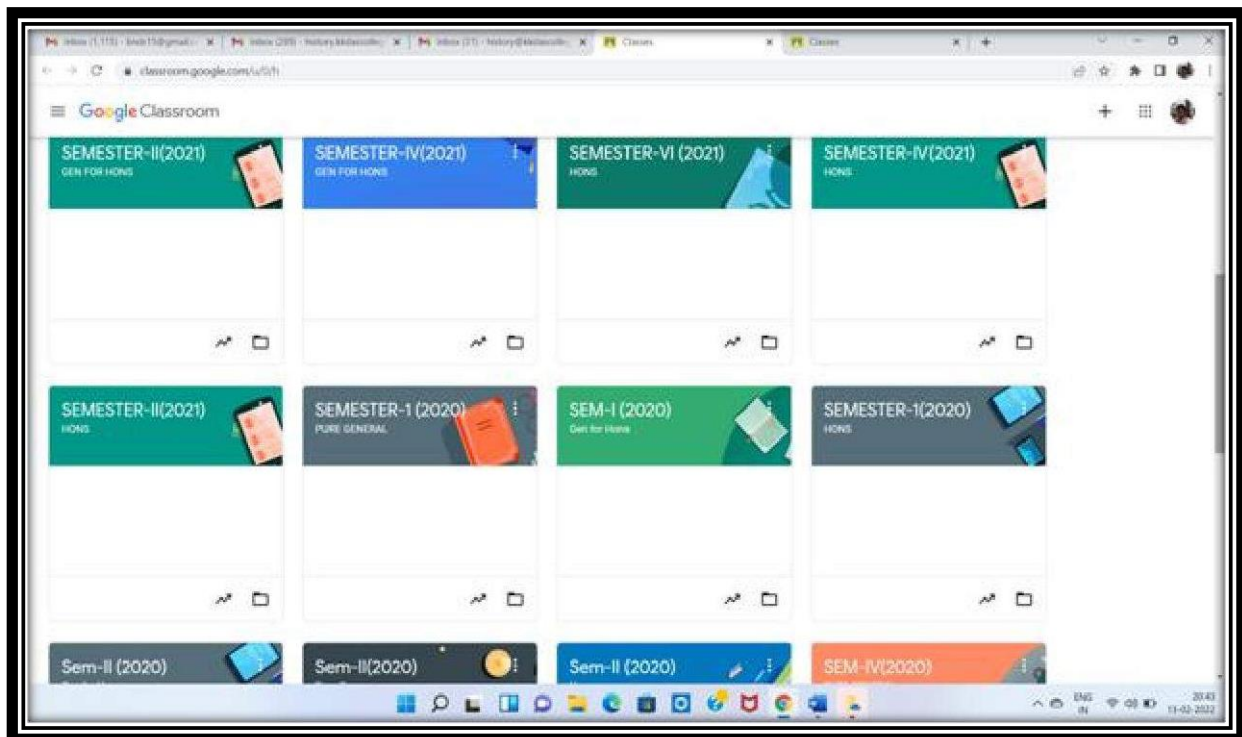 Classes
Classes
classroom.google.com/u/0/h
Google Classroom
SEMESTER-II(2021)
GEN FOR HONS
SEMESTER-IV(2021)
GEN FOR HONS
SEMESTER-VI (2021)
HONS
SEMESTER-IV(2021)
HONS
SEMESTER-II(2021)
HONS
SEMESTER-1 (2020)
PURE GENERAL
SEM-I (2020)
Gen for Hons
SEMESTER-1(2020)
HONS
Sem-II (2020)
Sem-II(2020)
Sem-II (2020)
SEM-IV(2020)
ENG
IN
20:43
13-02-2022